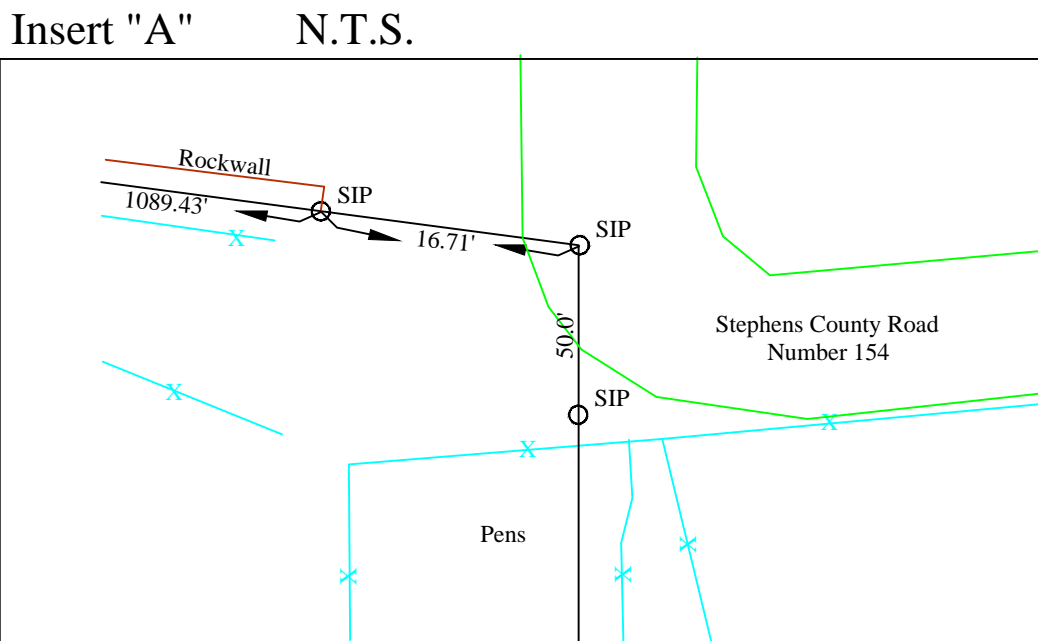 Insert "A" N.T.S.
Rockwall
SIP
1089.43'
16.71'
SIP
50.0'
Stephens County Road
Number 154
SIP
X
X
X
X
Pens
X
X
X